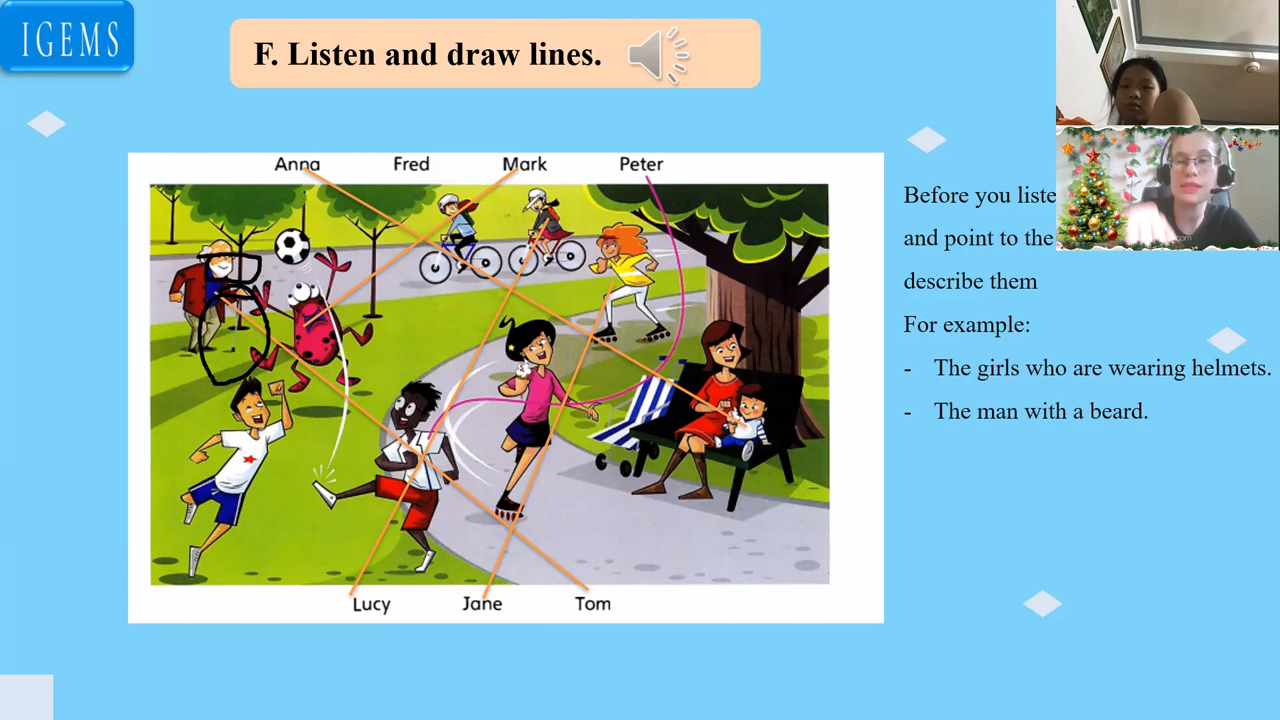 IGEMS
F. Listen and draw lines.
Anna Fred Mark Peter
Before you liste
and point to the
describe them
For example:
- The girls who are wearing helmets.
- The man with a beard.
Lucy Jane Tom